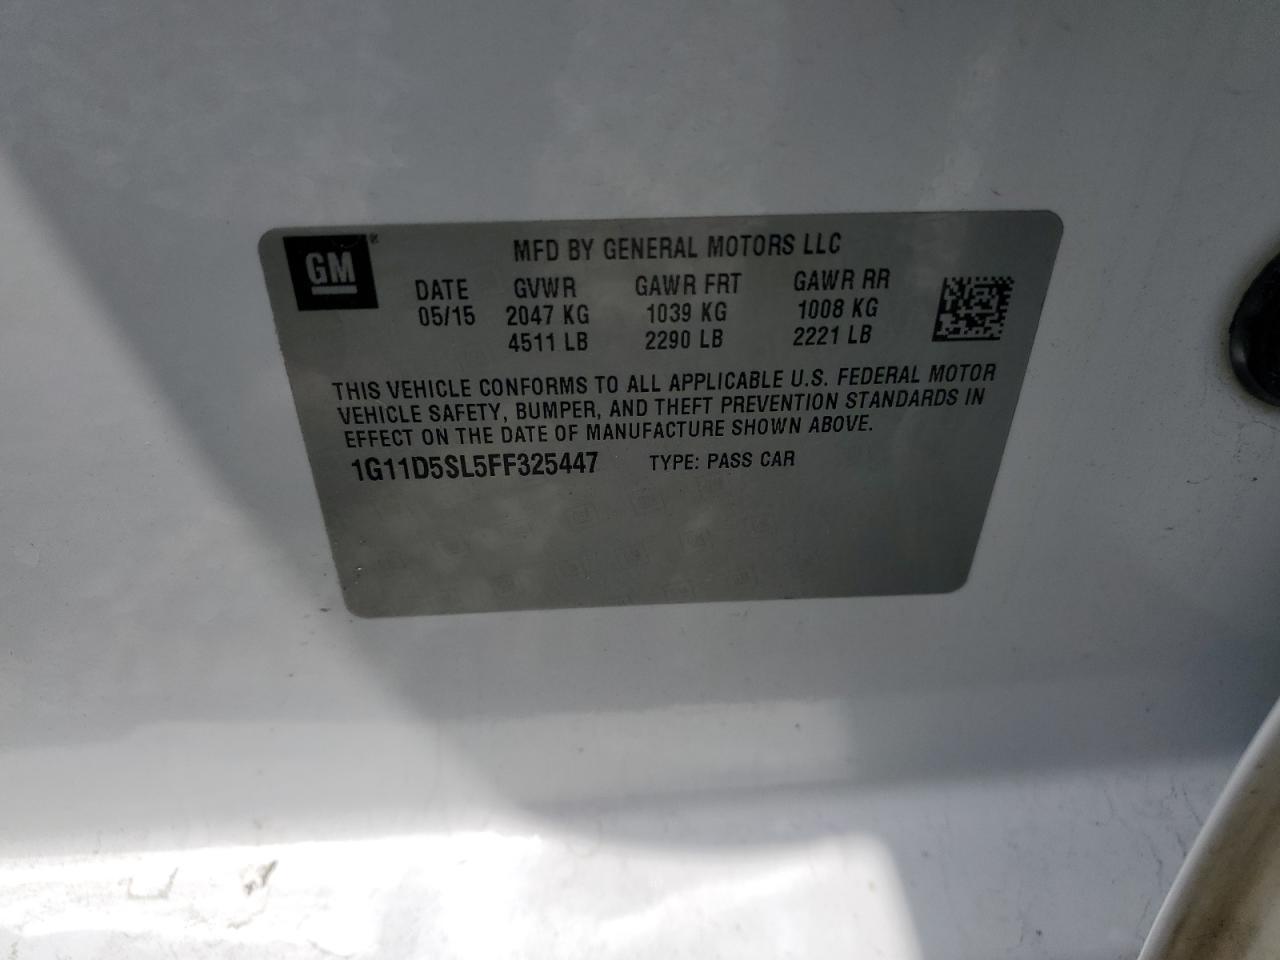 GM®
MFD BY GENERAL MOTORS LLC
DATE GVWR GAWR FRT GAWR RR
05/15 2047 KG 1039 KG 1008 KG
4511 LB 2290 LB 2221 LB
THIS VEHICLE CONFORMS TO ALL APPLICABLE U.S. FEDERAL MOTOR
VEHICLE SAFETY, BUMPER, AND THEFT PREVENTION STANDARDS IN
EFFECT ON THE DATE OF MANUFACTURE SHOWN ABOVE.
1G11D5SL5FF325447 TYPE: PASS CAR